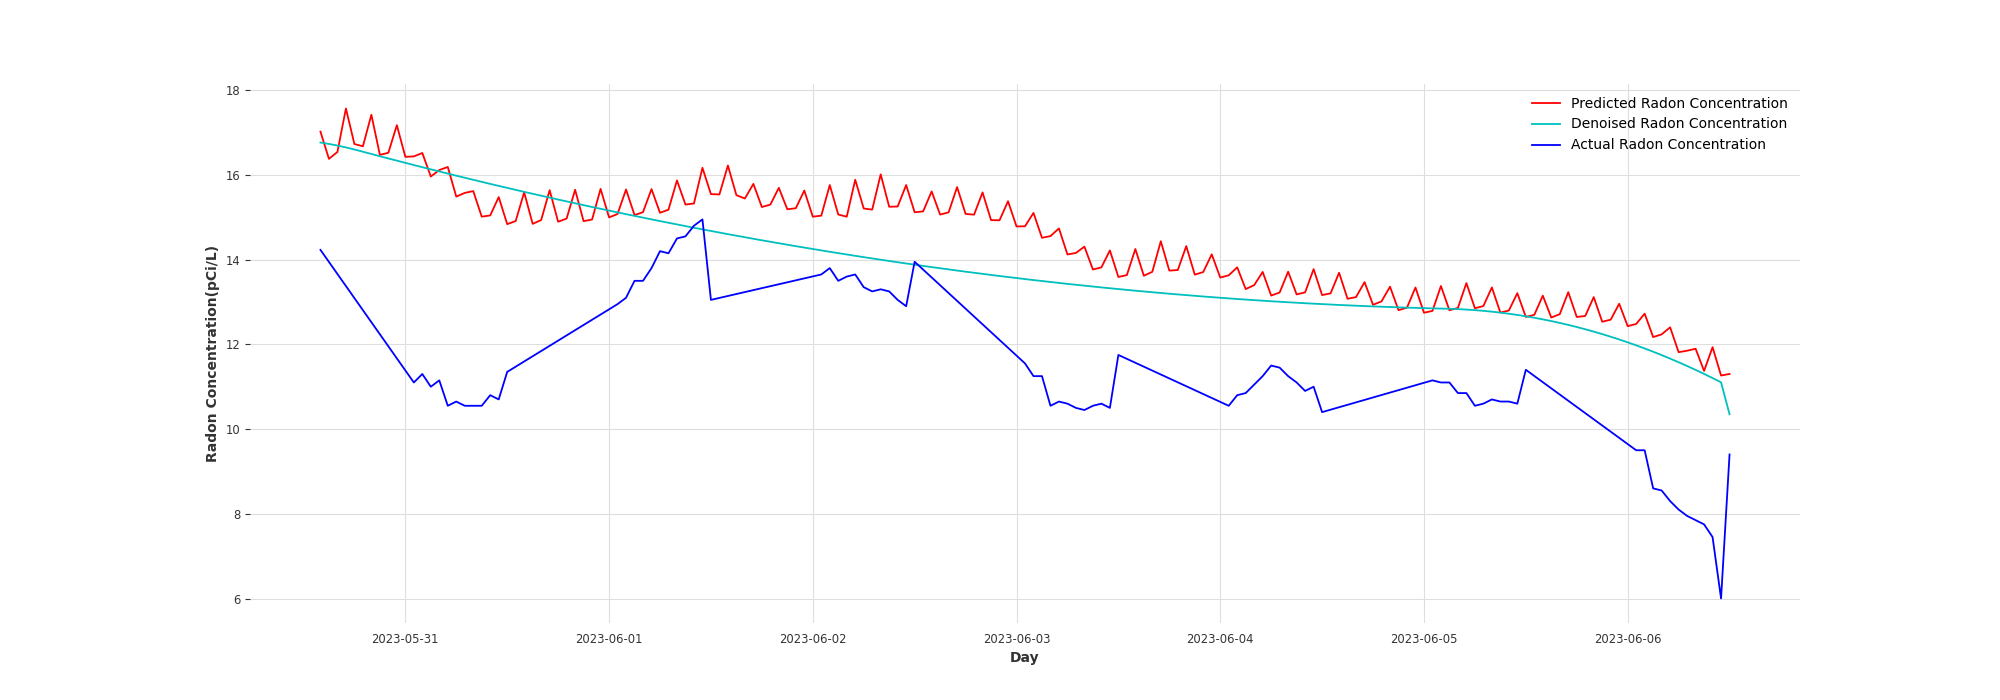 18
16
14
12
10
8
6
Radon Concentration(pCi/L)
Predicted Radon Concentration
Denoised Radon Concentration
Actual Radon Concentration
2023-05-31 2023-06-01 2023-06-02 2023-06-03 2023-06-04 2023-06-05 2023-06-06
Day